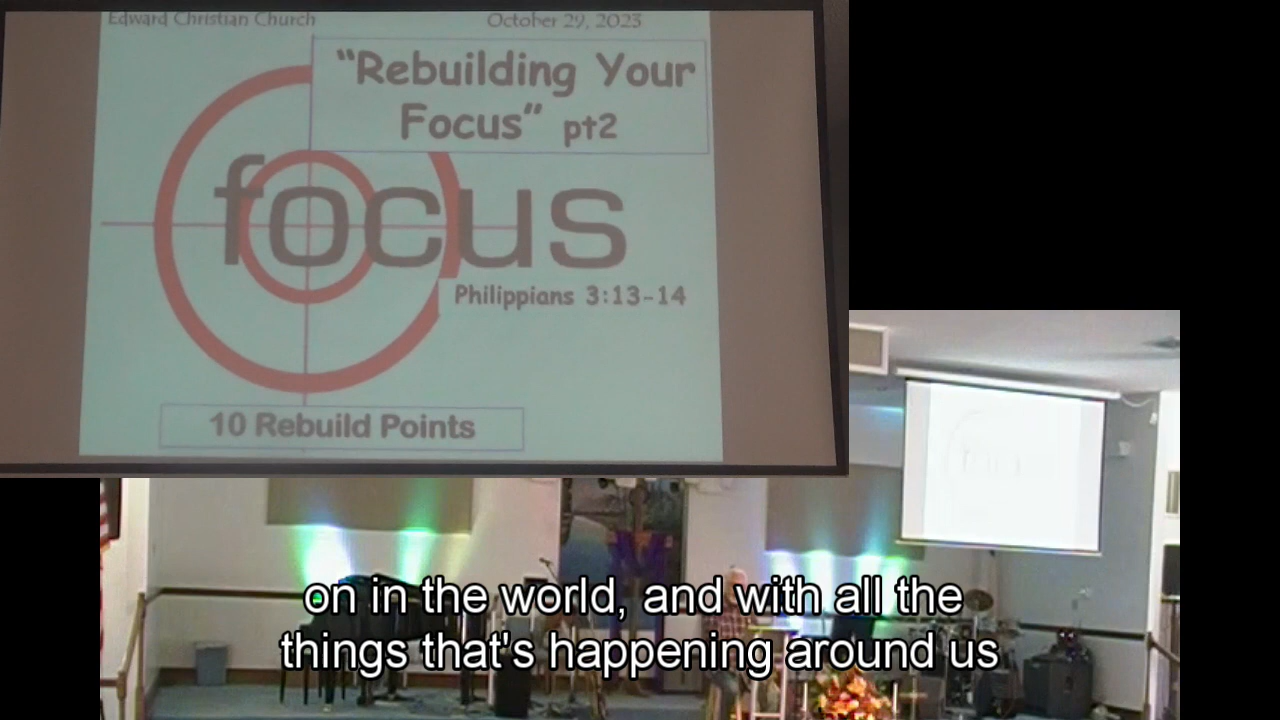 Edward Christian Church
October 29, 2023
"Rebuilding Your
Focus" pt2
focus
Philippians 3:13-14
10 Rebuild Points
on in the world, and with all the
things that's happening around us